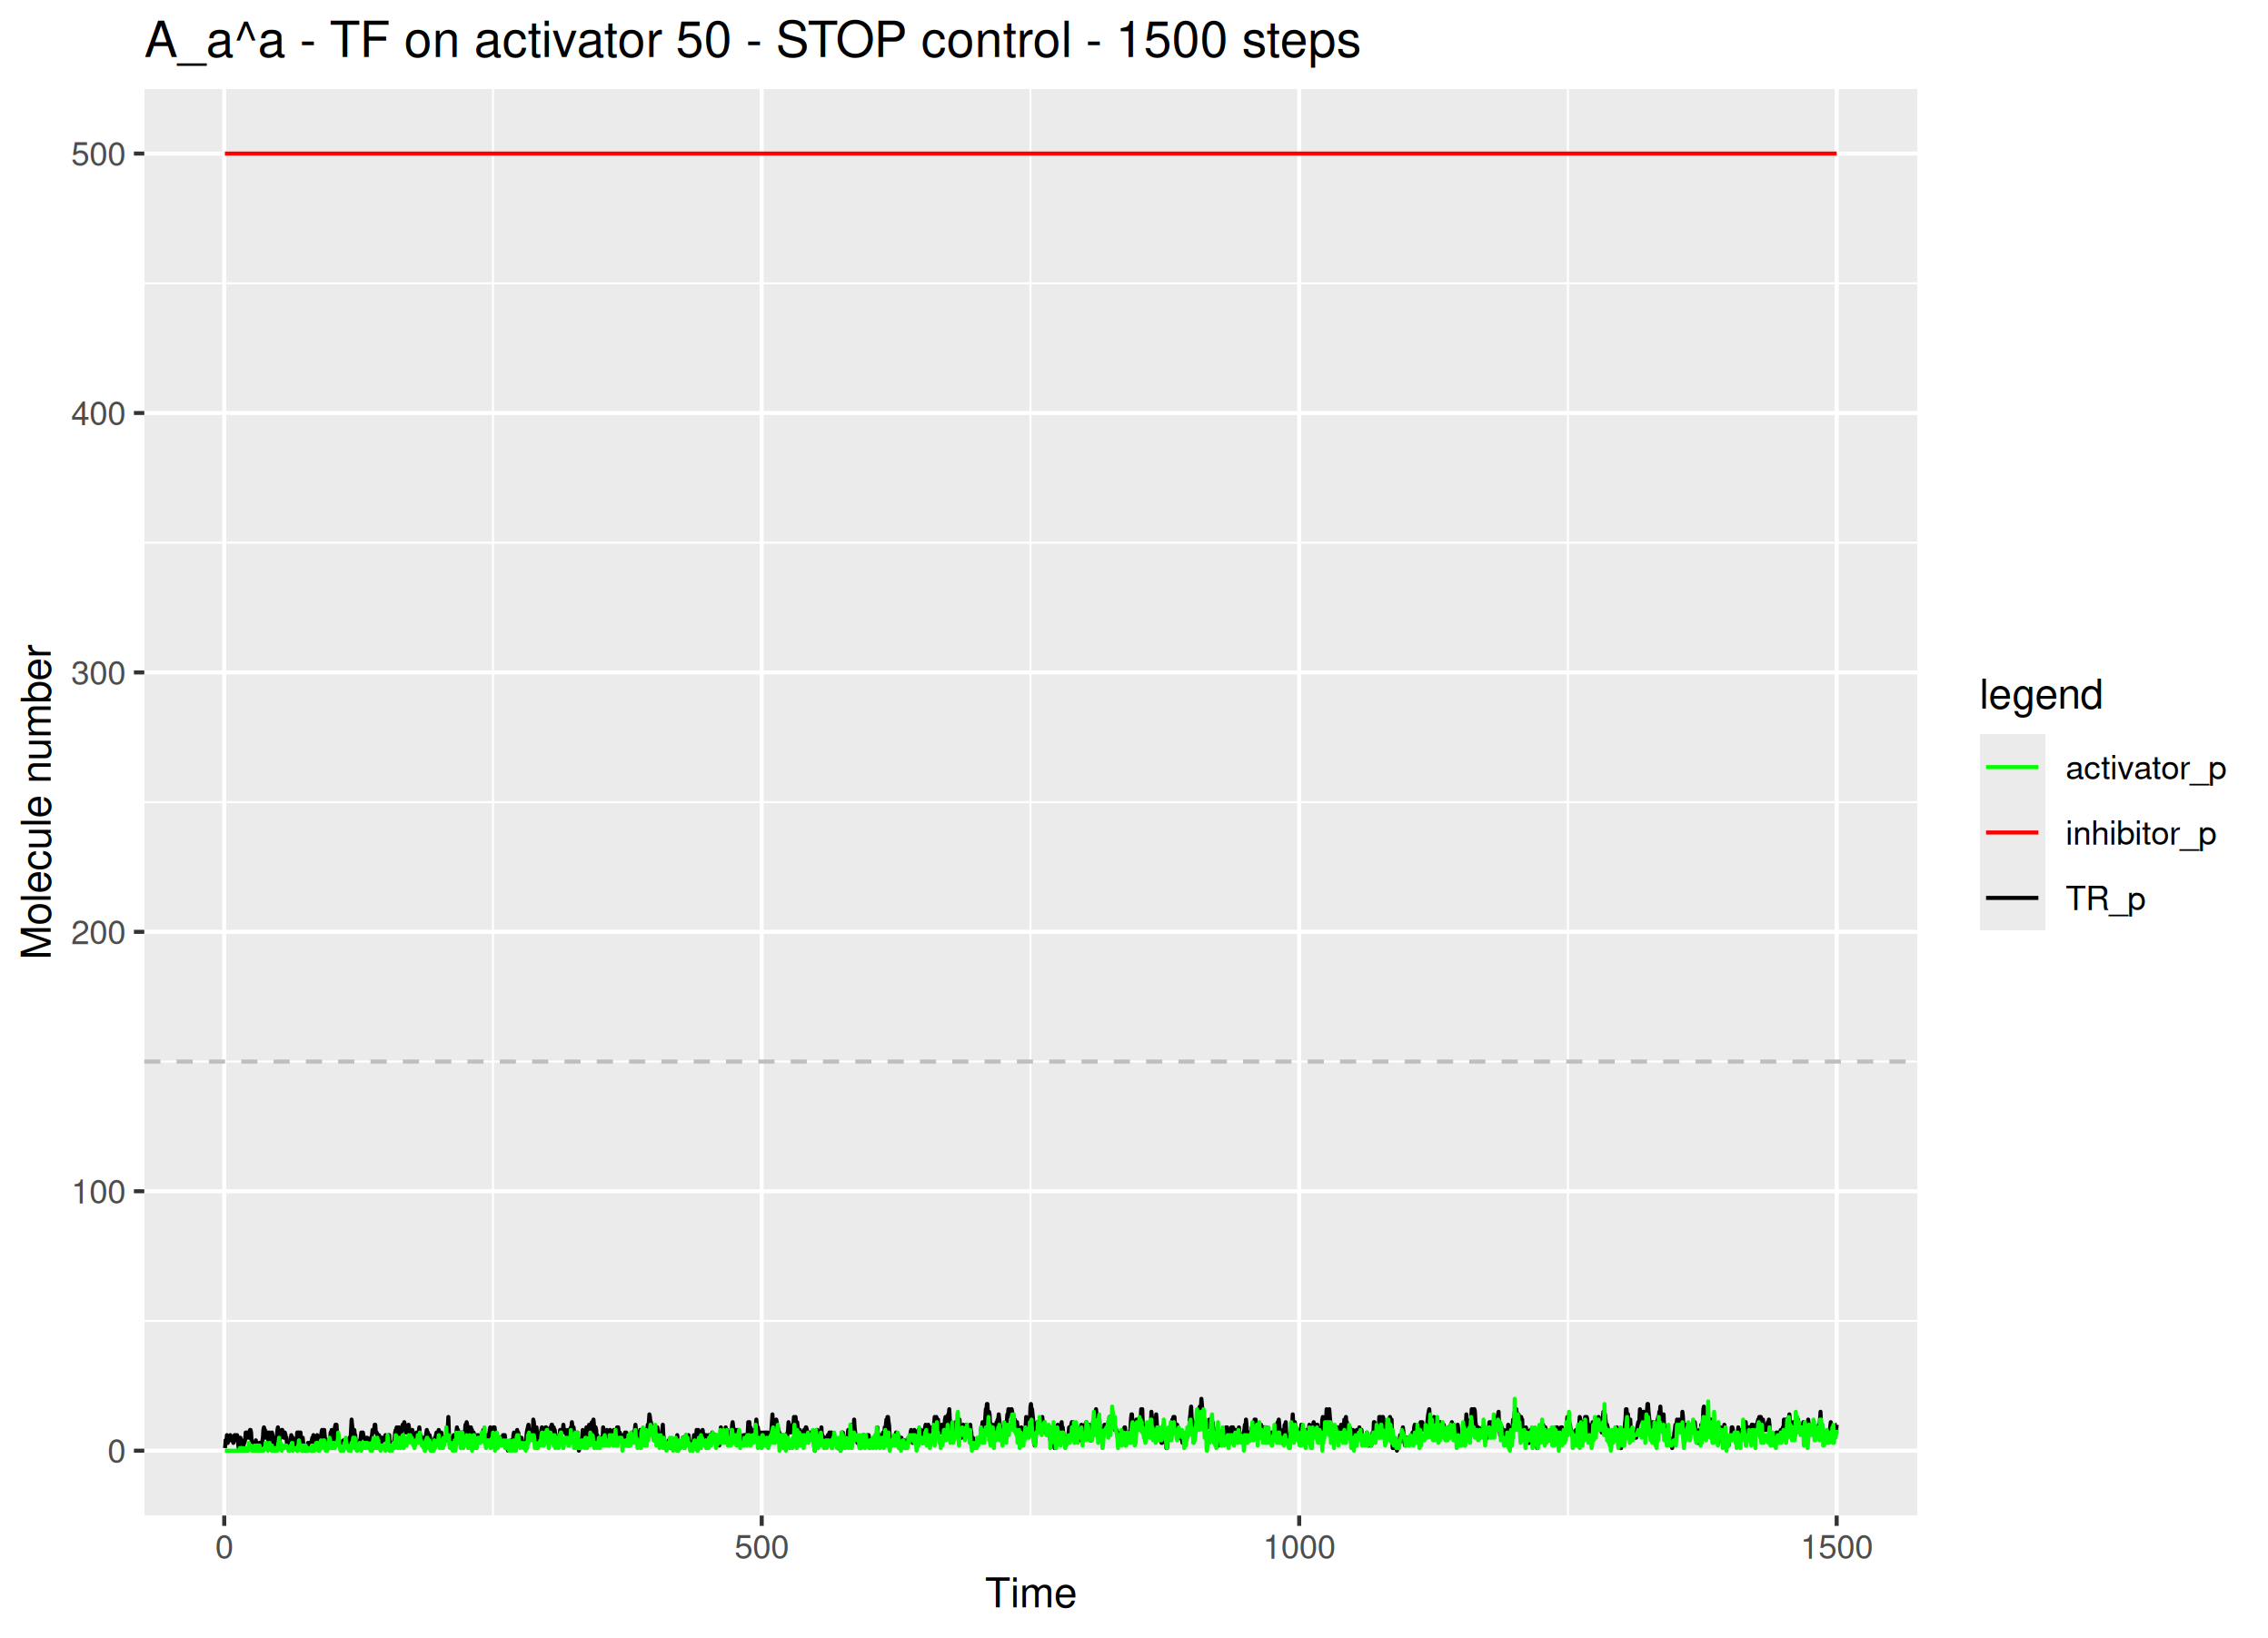 A_a^a - TF on activator 50 - STOP control - 1500 steps
500
400
300
200
100
0
Molecule number
0 500 1000 1500
Time
legend
activator_p
inhibitor_p
TR_p